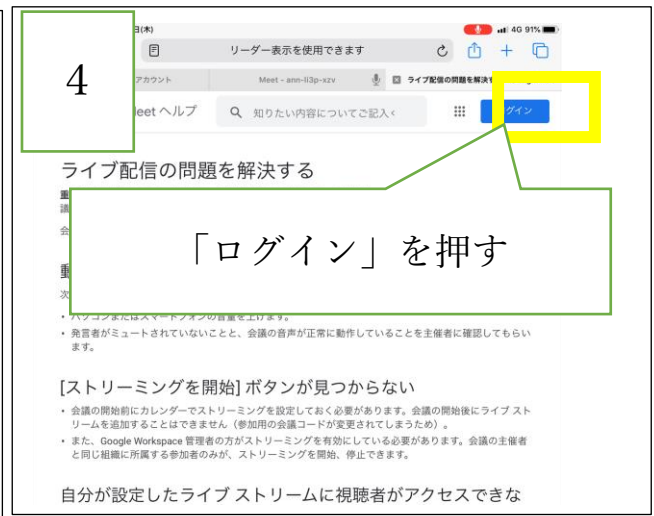 4
日(木)
4G 91%
リーダー表示を使用できます
アカウント
Meet - ann-li3p-xzv
ライブ配信の問題を解決す
Meet ヘルプ
知りたい内容についてご記入く
グイン
ライブ配信の問題を解決する
「ログイン」を押す
重
議
会
重
次
・パソコンまたはスマートフォンの音量を上げます。
・発言者がミュートされていないことと、会議の音声が正常に動作していることを主催者に確認してもらい
ます。
[ストリーミングを開始] ボタンが見つからない
・会議の開始前にカレンダーでストリーミングを設定しておく必要があります。会議の開始後にライブ スト
リームを追加することはできません（参加用の会議コードが変更されてしまうため）。
・また、Google Workspace 管理者の方がストリーミングを有効にしている必要があります。会議の主催者
と同じ組織に所属する参加者のみが、ストリーミングを開始、停止できます。
自分が設定したライブ ストリームに視聴者がアクセスできな